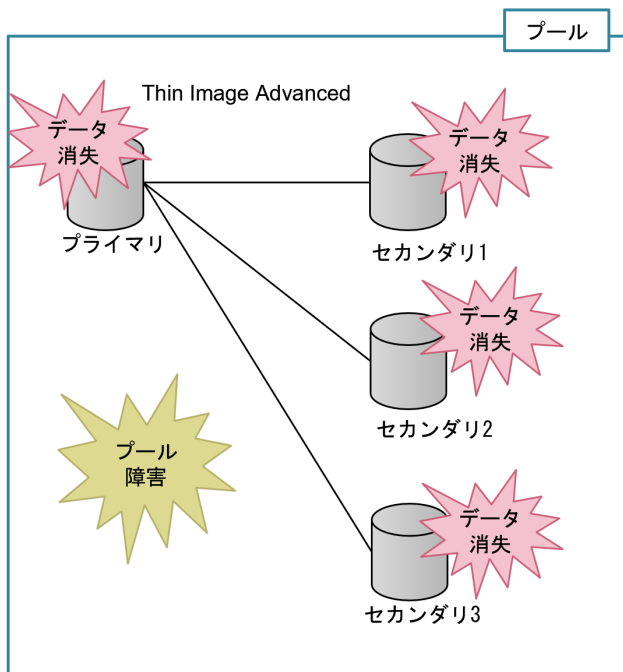 プール
Thin Image Advanced
データ
消失
データ
消失
プライマリ
セカンダリ1
データ
消失
セカンダリ2
プール
障害
データ
消失
セカンダリ3